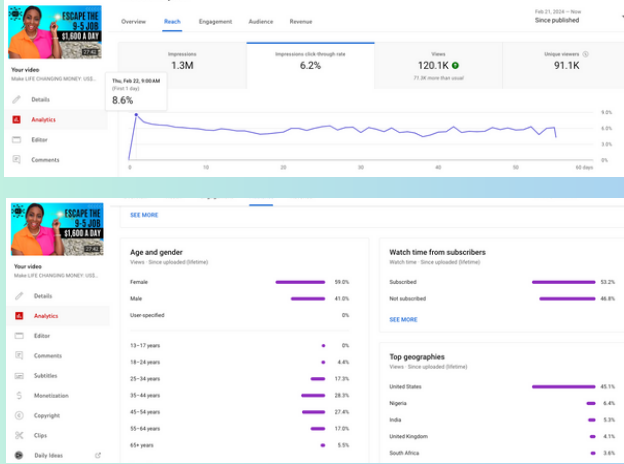 ESCAPE THE
9-5 JOB
$1,600 A DAY
27:42
Your video
Make LIFE CHANGING MONEY: USE..
Details
Analytics
Editor
Comments
Overview
Reach
Engagement
Audience
Revenue
Feb 21, 2024 – Now
Since published
Impressions
1.3M
Impressions click-through rate
6.2%
Views
120.1K
71.3K more than usual
Unique viewers
91.1K
Thu, Feb 22, 9:00 AM
(First 1 day)
8.6%
9.0%
6.0%
3.0%
0%
0
10
20
30
40
50
60 days
ESCAPE THE
9-5 JOB
$1,600 A DAY
27:42
Your video
Make LIFE CHANGING MONEY: USE..
Details
Analytics
Editor
Comments
Subtitles
Monetisation
Copyright
Clips
Daily Ideas
SEE MORE
Age and gender
Views · Since uploaded (lifetime)
Female 59.0%
Male 41.0%
User-specified 0%
13–17 years 0%
18–24 years 4.4%
25–34 years 17.3%
35–44 years 28.3%
45–54 years 27.4%
55–64 years 17.0%
65+ years 5.5%
Watch time from subscribers
Watch time · Since uploaded (lifetime)
Subscribed 53.2%
Not subscribed 46.8%
SEE MORE
Top geographies
Views · Since uploaded (lifetime)
United States 45.1%
Nigeria 6.4%
India 5.3%
United Kingdom 4.1%
South Africa 3.6%